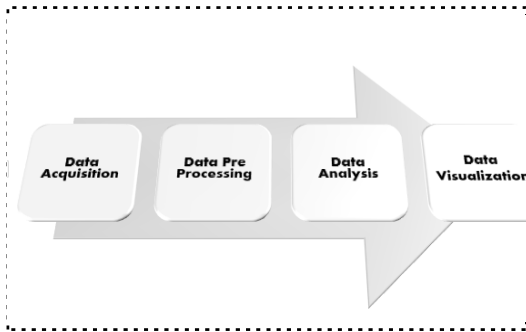 Data
Acquisition
Data Pre
Processing
Data
Analysis
Data
Visualization